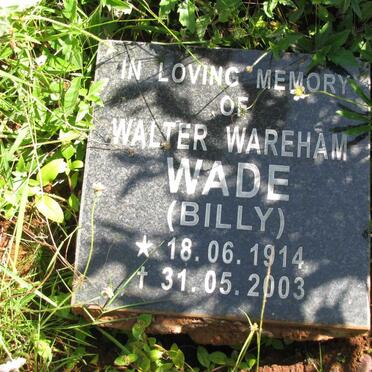 IN LOVING MEMORY
OF
WALTER WAREHAM
WADE
(BILLY)
★ 18.06.1914
† 31.05.2003